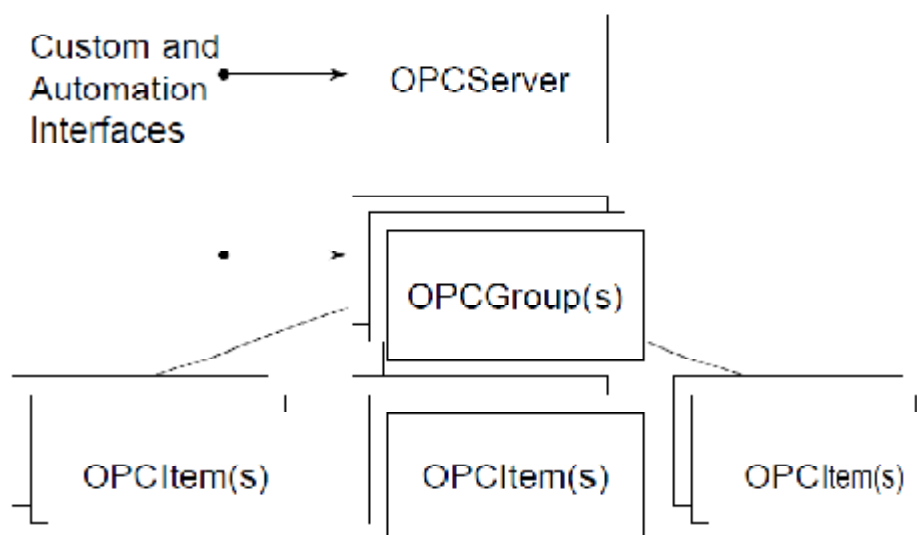 Custom and
Automation
Interfaces
OPCServer
OPCGroup(s)
OPCItem(s)
OPCItem(s)
OPCItem(s)